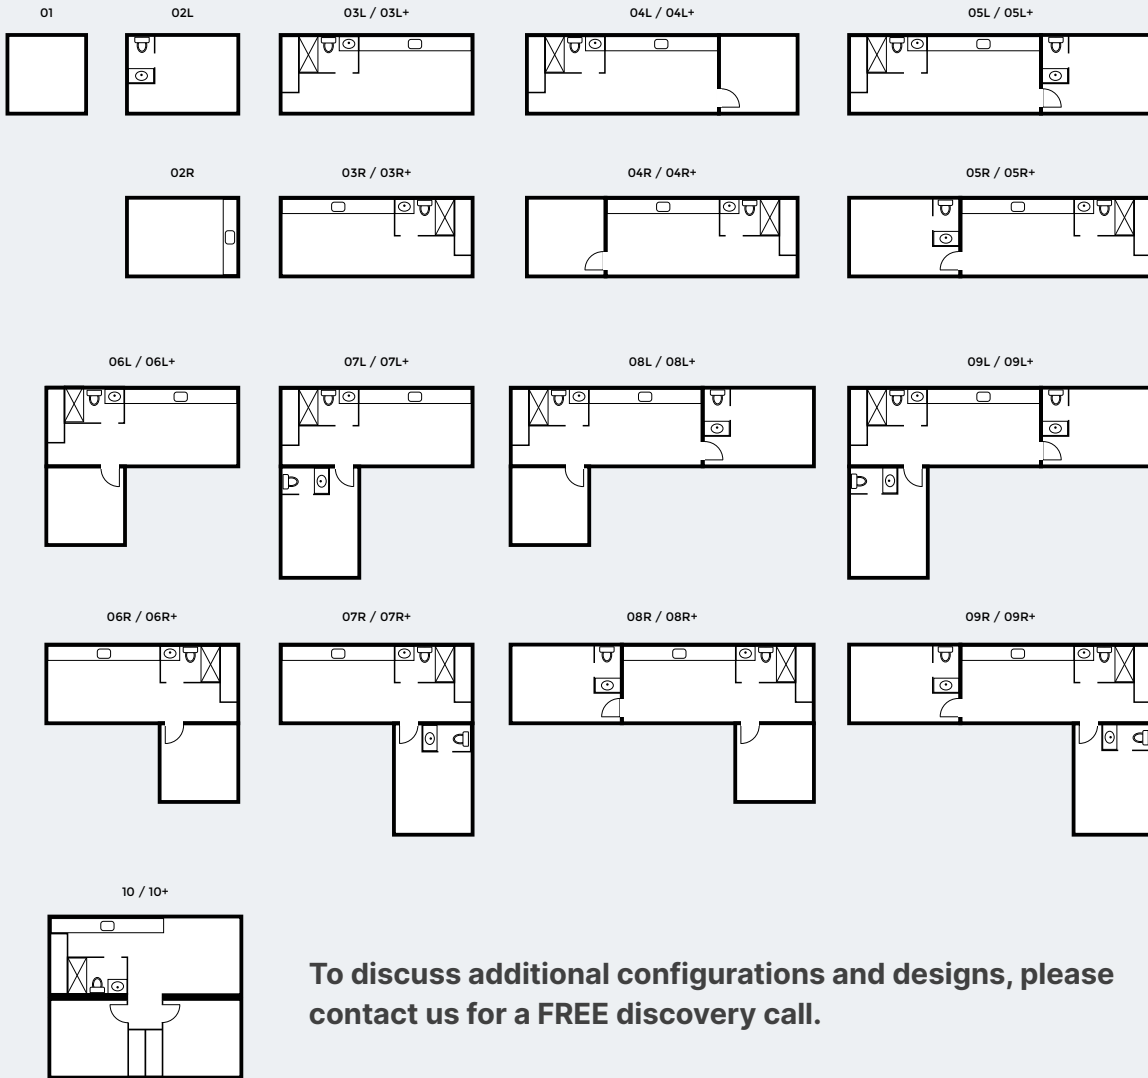 01
02L
03L / 03L+
04L / 04L+
05L / 05L+
02R
03R / 03R+
04R / 04R+
05R / 05R+
06L / 06L+
07L / 07L+
08L / 08L+
09L / 09L+
06R / 06R+
07R / 07R+
08R / 08R+
09R / 09R+
10 / 10+
To discuss additional configurations and designs, please
contact us for a FREE discovery call.